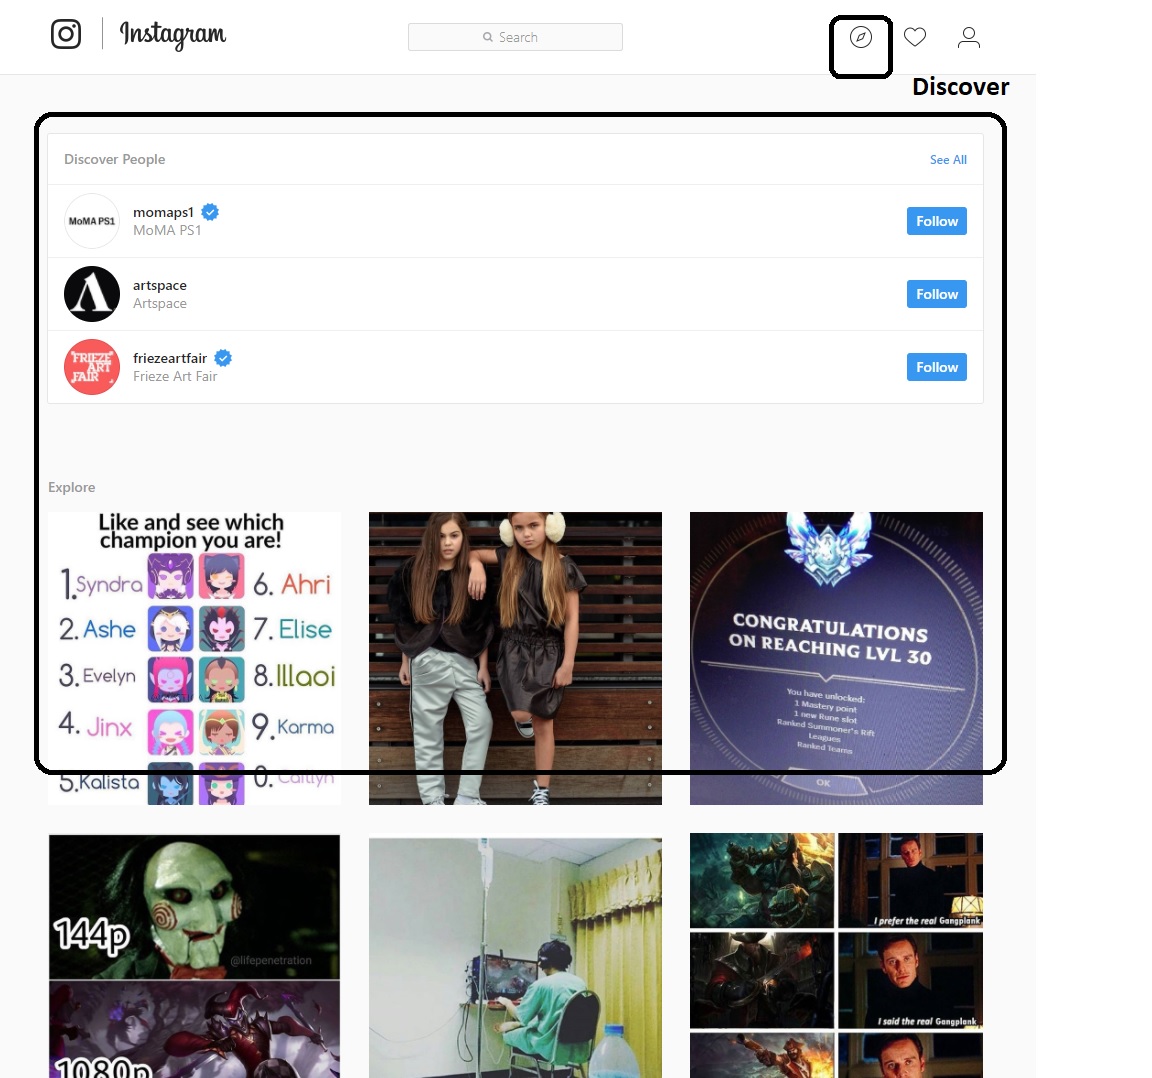 Instagram
Search
Discover
Discover People
See All
MoMA PS1
momaps1
MoMA PS1
Follow
artspace
Artspace
Follow
FRIEZE
ART
FAIR
friezeartfair
Frieze Art Fair
Follow
Explore
Like and see which
champion you are!
1. Syndra
6. Ahri
2. Ashe
7. Elise
3. Evelyn
8. Illaoi
4. Jinx
9. Karma
5. Kalista
0. Caitlyn
CONGRATULATIONS
ON REACHING LVL 30
You have unlocked:
1 Mastery point
1 new Rune slot
Ranked Summoner's Rift
Leagues
Ranked Teams
OK
144p
@lifepenetration
1080p
I prefer the real Gangplank
I said the real Gangplank